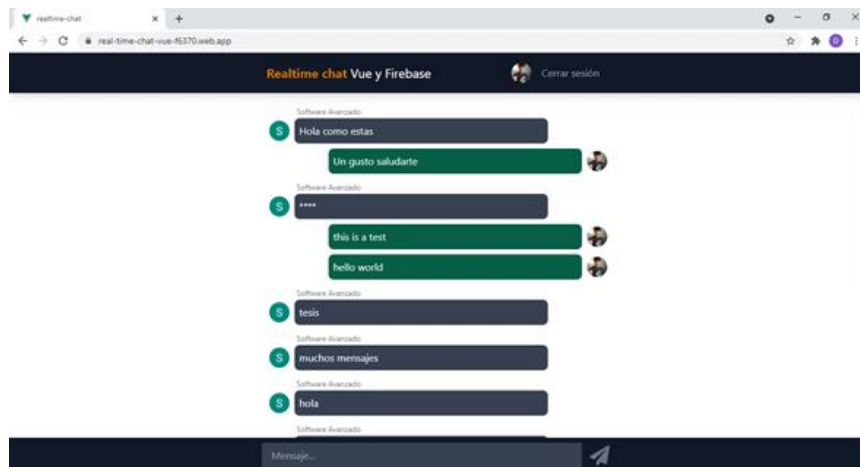 realtime-chat
real-time-chat-vue-f6370.web.app
D
Realtime chat Vue y Firebase
Cerrar sesión
Software Avanzado
S
Hola como estas
Un gusto saludarte
Software Avanzado
S
****
this is a test
hello world
Software Avanzado
S
tesis
Software Avanzado
S
muchos mensajes
Software Avanzado
S
hola
Software Avanzado
Mensaje...